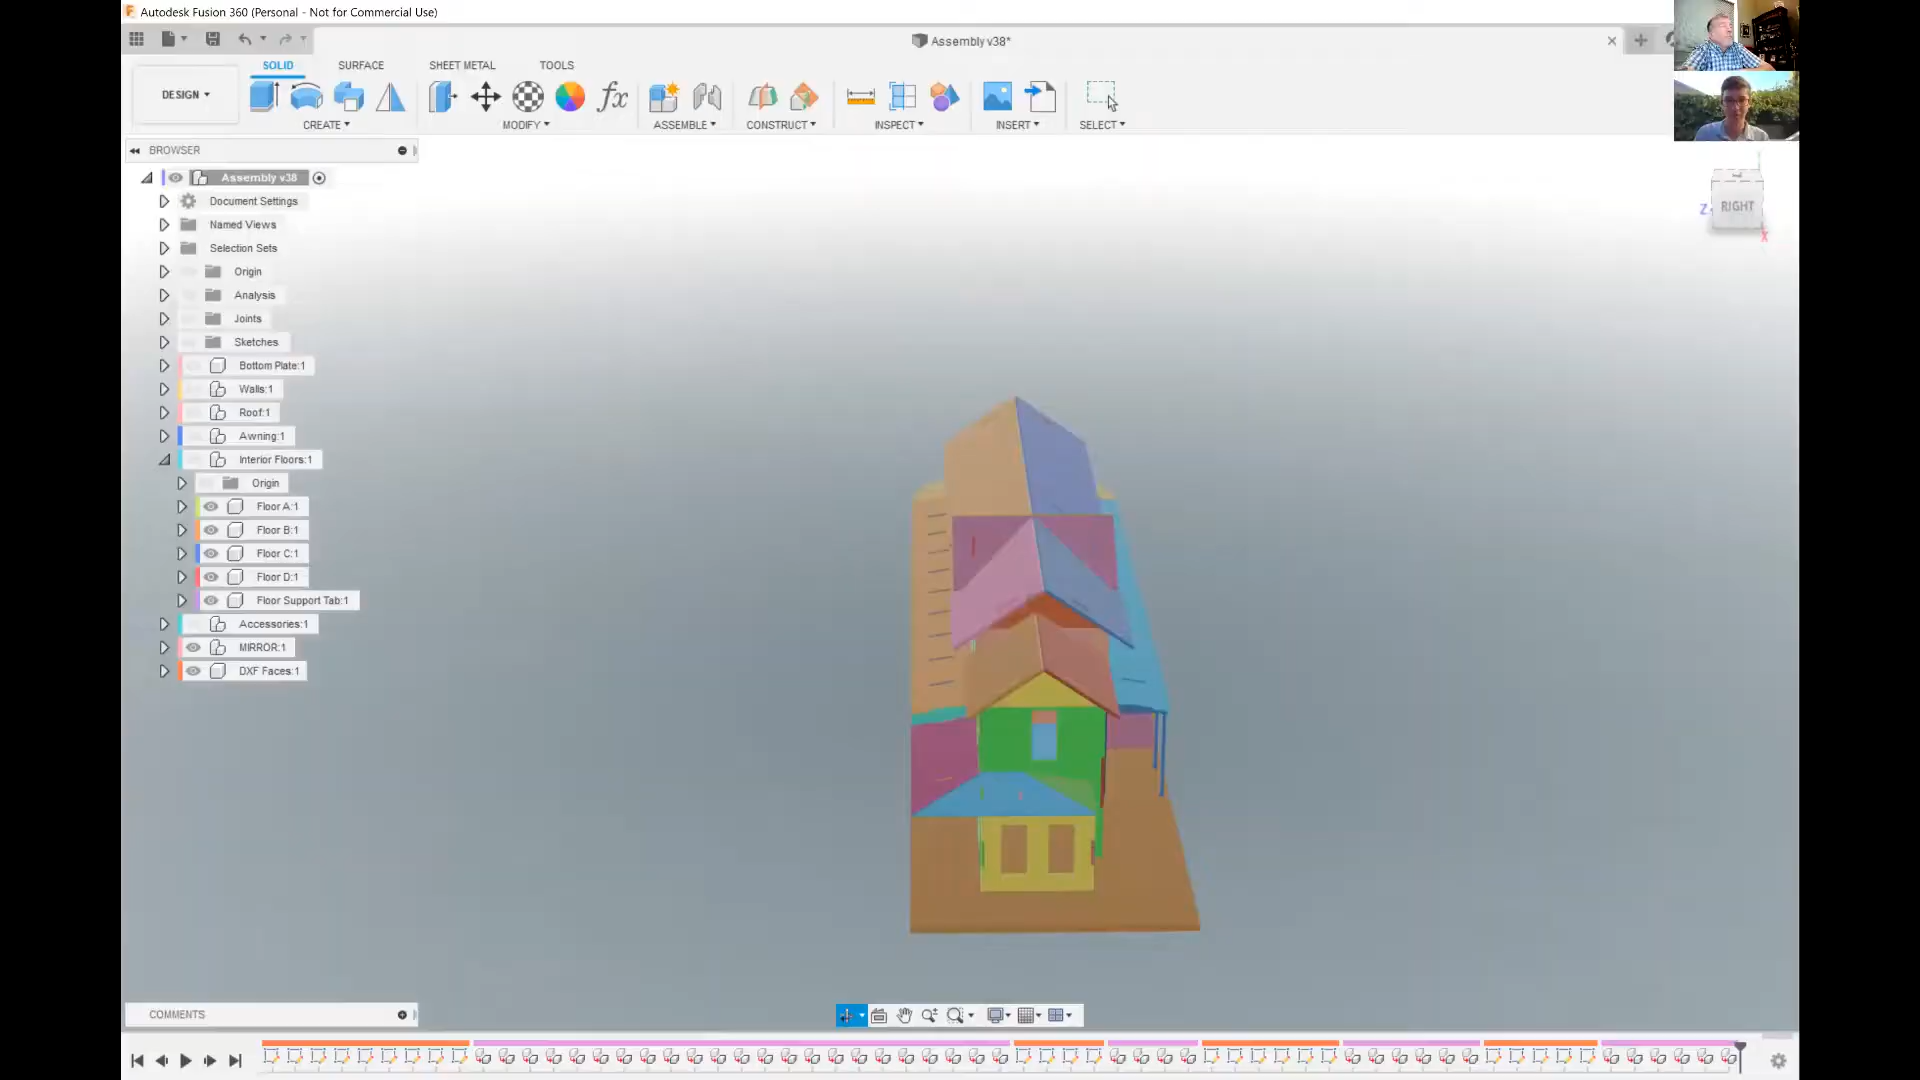 Autodesk Fusion 360 (Personal - Not for Commercial Use)
Assembly v38*
SOLID SURFACE SHEET METAL TOOLS
DESIGN
CREATE MODIFY ASSEMBLE CONSTRUCT INSPECT INSERT SELECT
BROWSER
Assembly v38
Document Settings
Named Views
Selection Sets
Origin
Analysis
Joints
Sketches
Bottom Plate:1
Walls:1
Roof:1
Awning:1
Interior Floors:1
Origin
Floor A:1
Floor B:1
Floor C:1
Floor D:1
Floor Support Tab:1
Accessories:1
MIRROR:1
DXF Faces:1
RIGHT
Z
X
COMMENTS